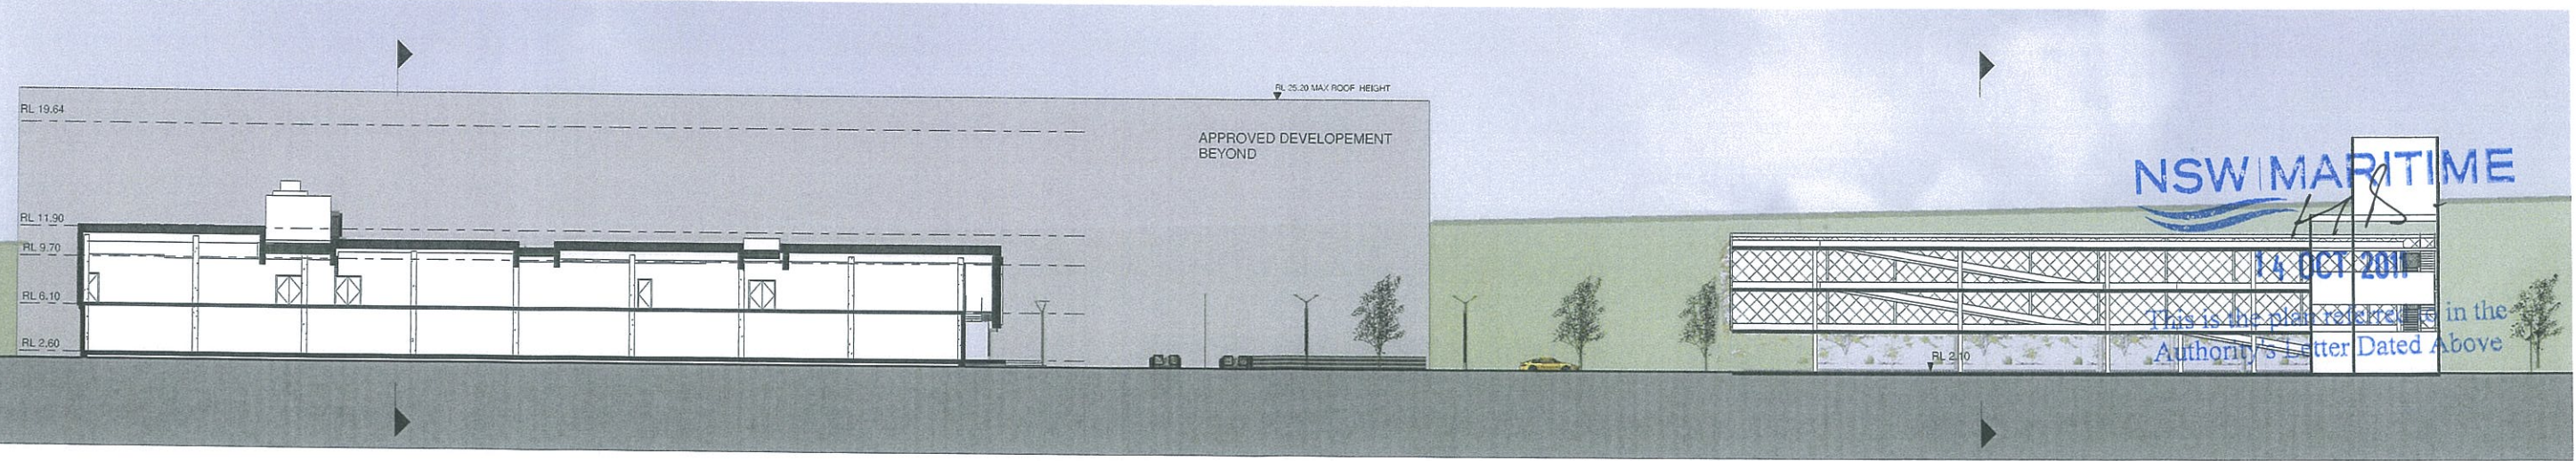 RL 25.20 MAX ROOF HEIGHT
RL 19.64
APPROVED DEVELOPEMENT
BEYOND
RL 11.90
RL 9.70
RL 6.10
RL 2.60
NSW|MARITIME
14 OCT 2011
This is the plan referred to in the
Authority's Letter Dated Above
RL 2.10